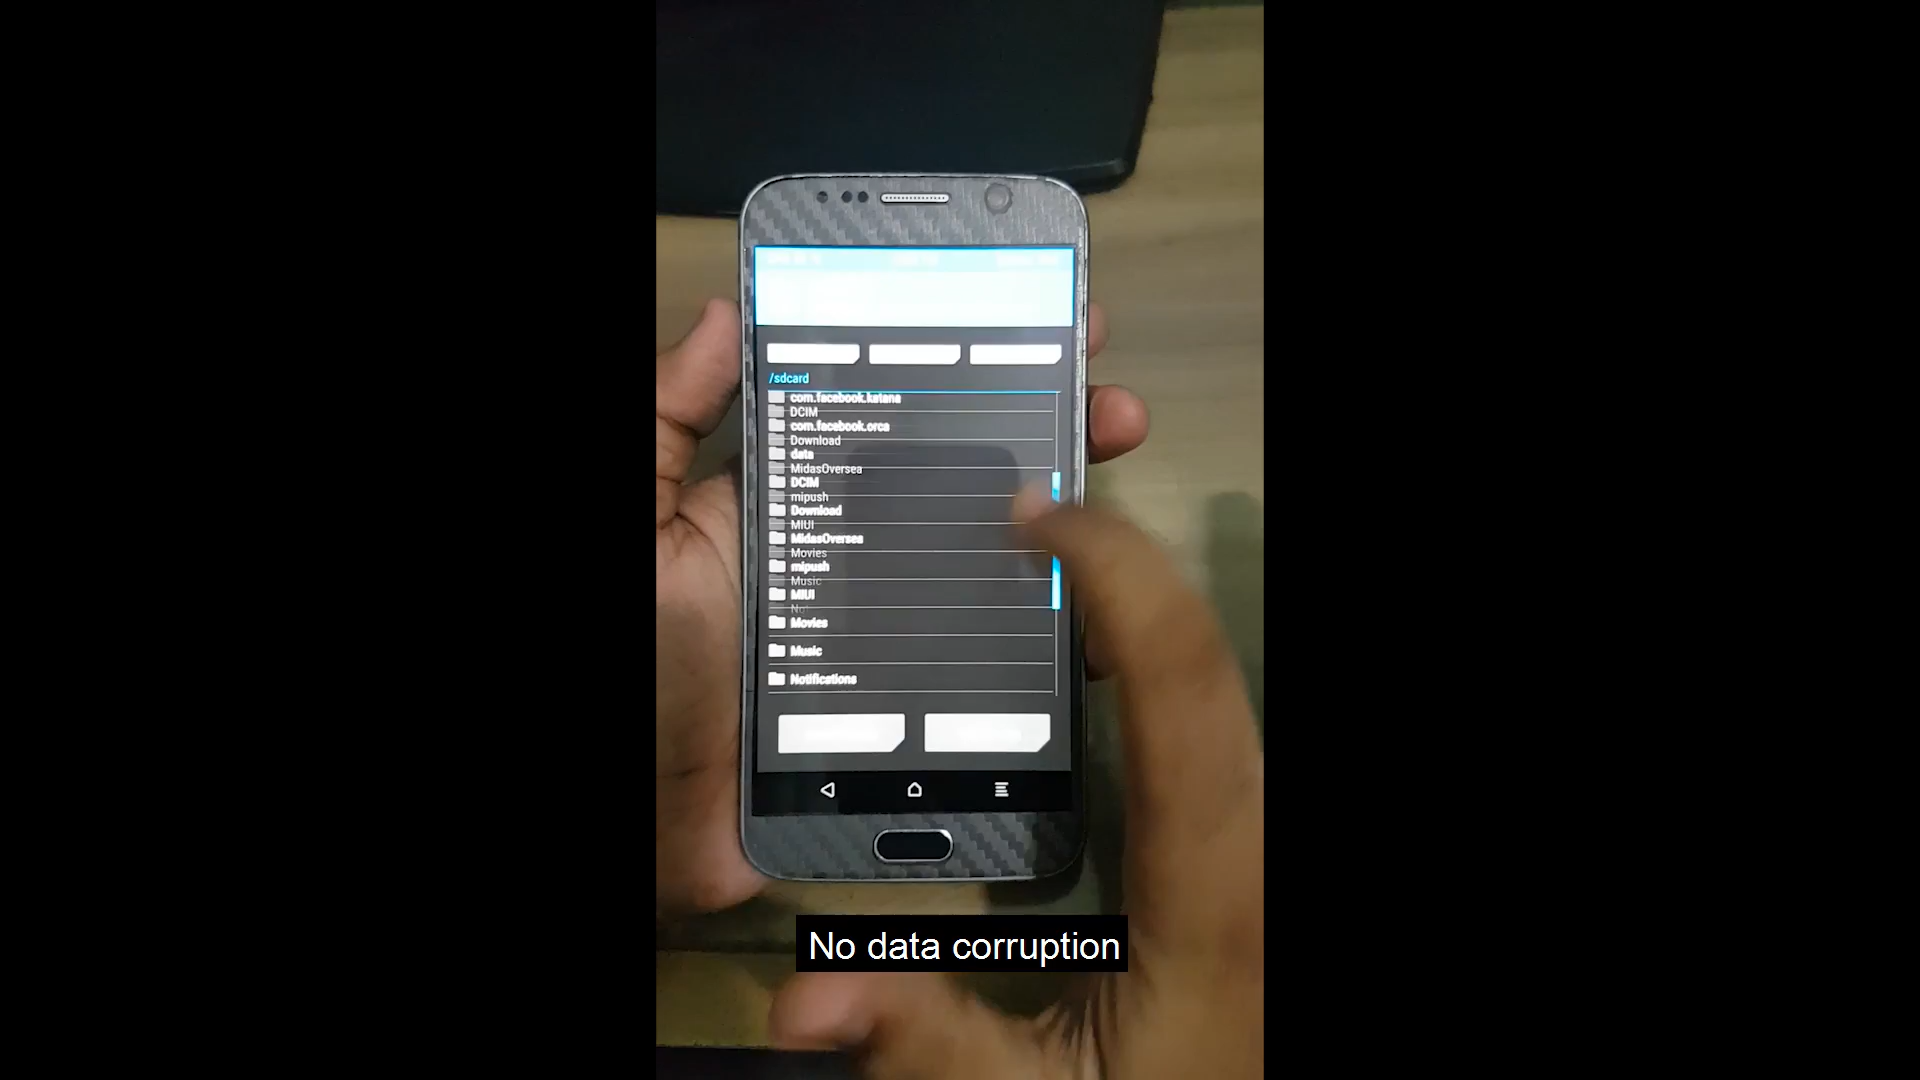 /sdcard
com.facebook.katana
DCIM
com.facebook.orca
Download
data
MidasOversea
DCIM
mipush
Download
MIUI
MidasOversea
Movies
mipush
Music
MIUI
Movies
Music
Notifications
No data corruption